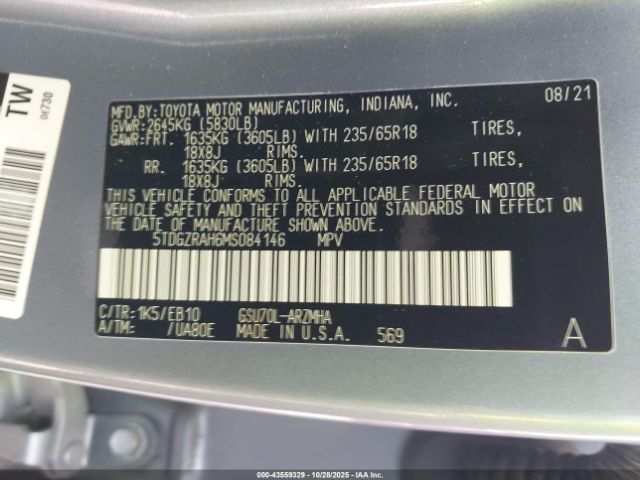 TW
0E730
MFD.BY:TOYOTA MOTOR MANUFACTURING, INDIANA, INC. 08/21
GVWR:2645KG (5830LB)
GAWR:FRT. 1635KG (3605LB) WITH 235/65R18 TIRES,
18X8J RIMS.
RR. 1635KG (3605LB) WITH 235/65R18 TIRES,
18X8J RIMS.
THIS VEHICLE CONFORMS TO ALL APPLICABLE FEDERAL MOTOR
VEHICLE SAFETY AND THEFT PREVENTION STANDARDS IN EFFECT ON
THE DATE OF MANUFACTURE SHOWN ABOVE.
5TDGZRAH6MS084146 MPV
C/TR:1K5/EB10 GSU70L-ARZMHA
A/TM: /UA80E MADE IN U.S.A. 569 A
000-43559329 - 10/28/2025 - IAAI.com